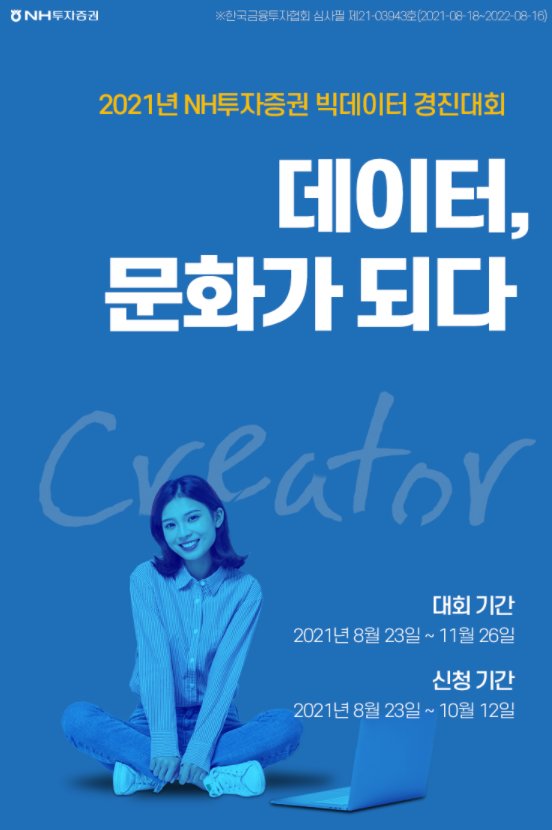 NH투자증권
※한국금융투자협회 심사필 제21-03943호(2021-08-18~2022-08-16)
2021년 NH투자증권 빅데이터 경진대회
데이터,
문화가 되다
Creator
대회 기간
2021년 8월 23일 ~ 11월 26일
신청 기간
2021년 8월 23일 ~ 10월 12일